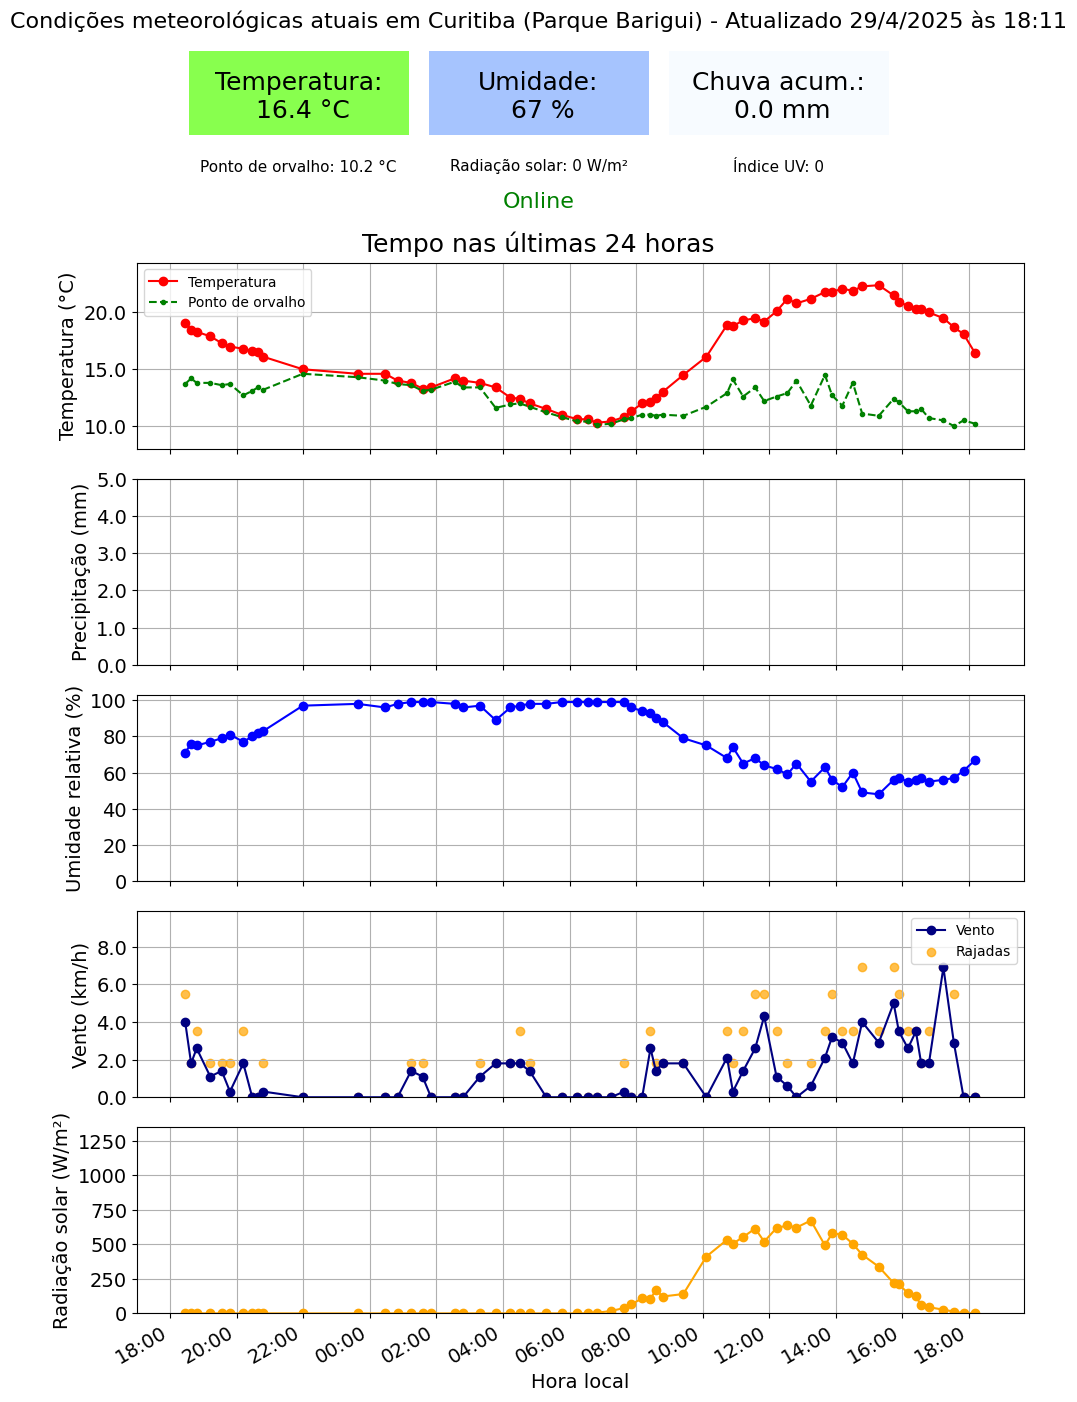 Condições meteorológicas atuais em Curitiba (Parque Barigui) - Atualizado 29/4/2025 às 18:11
Temperatura:
16.4 °C
Umidade:
67 %
Chuva acum.:
0.0 mm
Ponto de orvalho: 10.2 °C
Radiação solar: 0 W/m²
Índice UV: 0
Online
Tempo nas últimas 24 horas
Temperatura (°C)
20.0
15.0
10.0
Temperatura
Ponto de orvalho
Precipitação (mm)
5.0
4.0
3.0
2.0
1.0
0.0
Umidade relativa (%)
100
80
60
40
20
0
Vento (km/h)
8.0
6.0
4.0
2.0
0.0
Vento
Rajadas
Radiação solar (W/m²)
1250
1000
750
500
250
0
18:00
20:00
22:00
00:00
02:00
04:00
06:00
08:00
10:00
12:00
14:00
16:00
18:00
Hora local